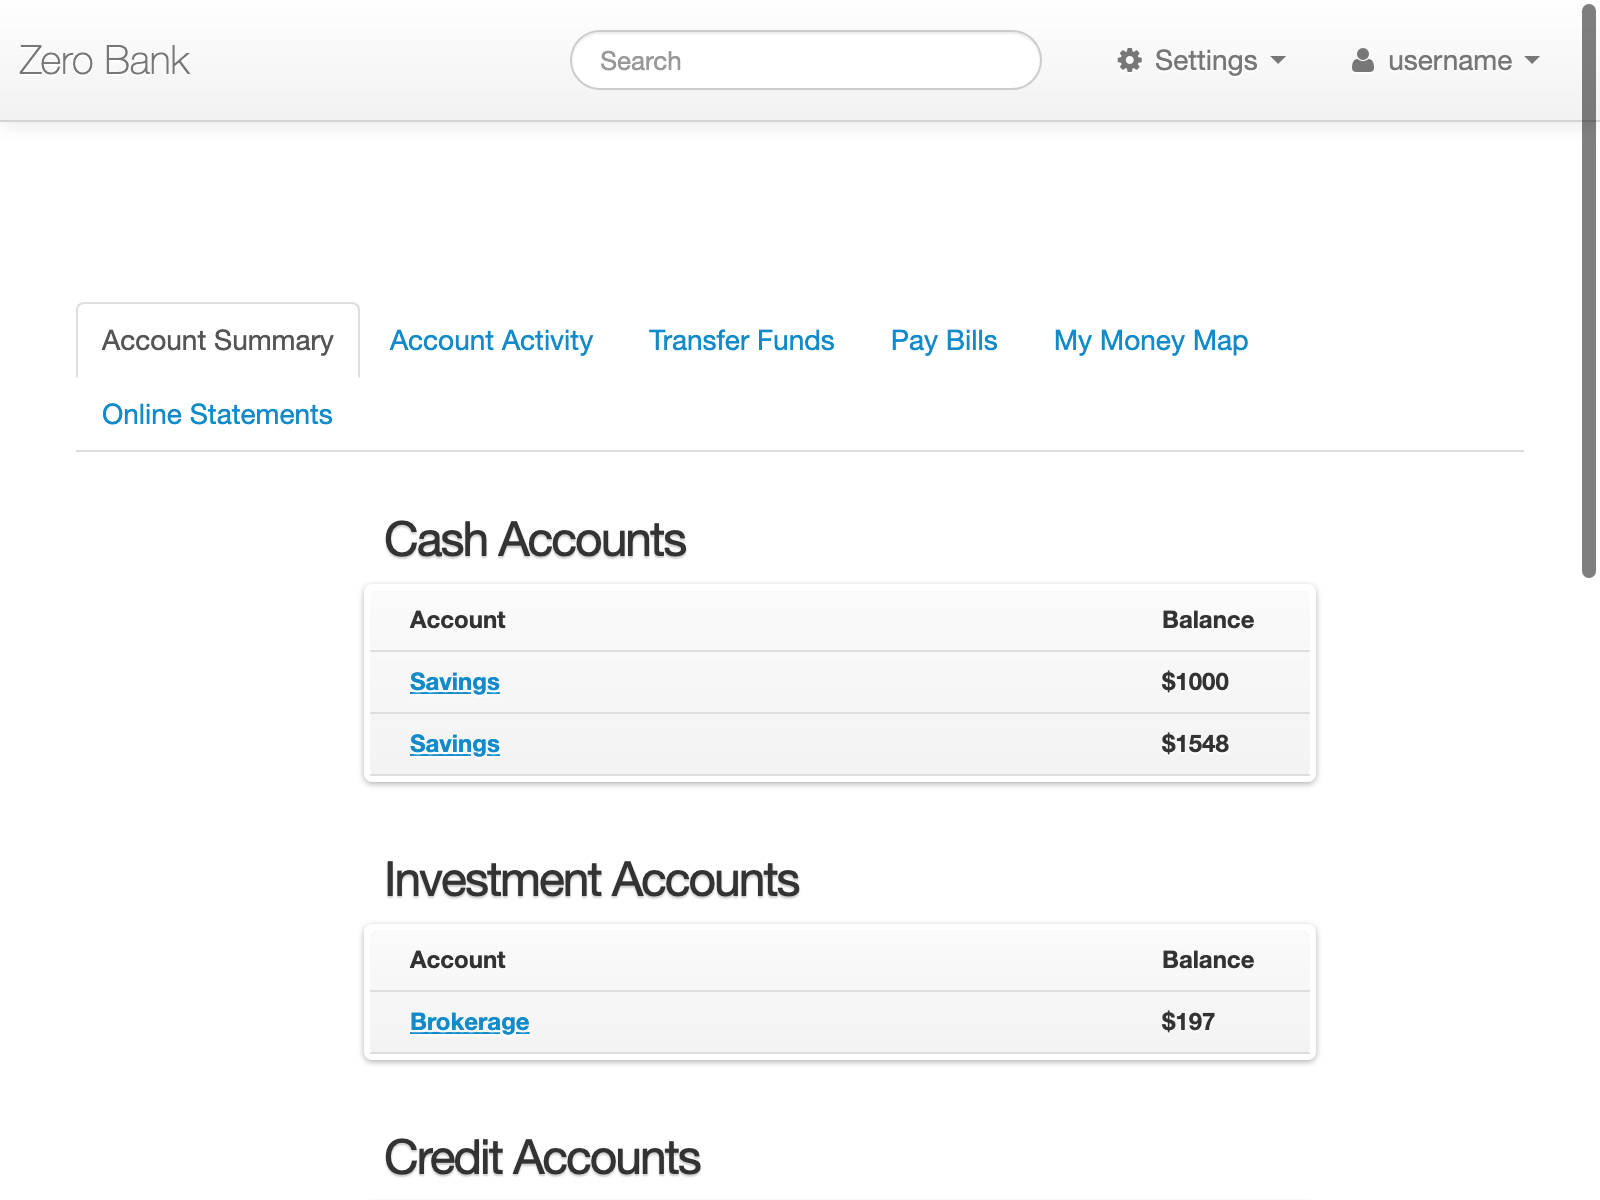 Zero Bank
Search
Settings
username
Account Summary
Account Activity
Transfer Funds
Pay Bills
My Money Map
Online Statements
Cash Accounts
Account Balance
Savings $1000
Savings $1548
Investment Accounts
Account Balance
Brokerage $197
Credit Accounts